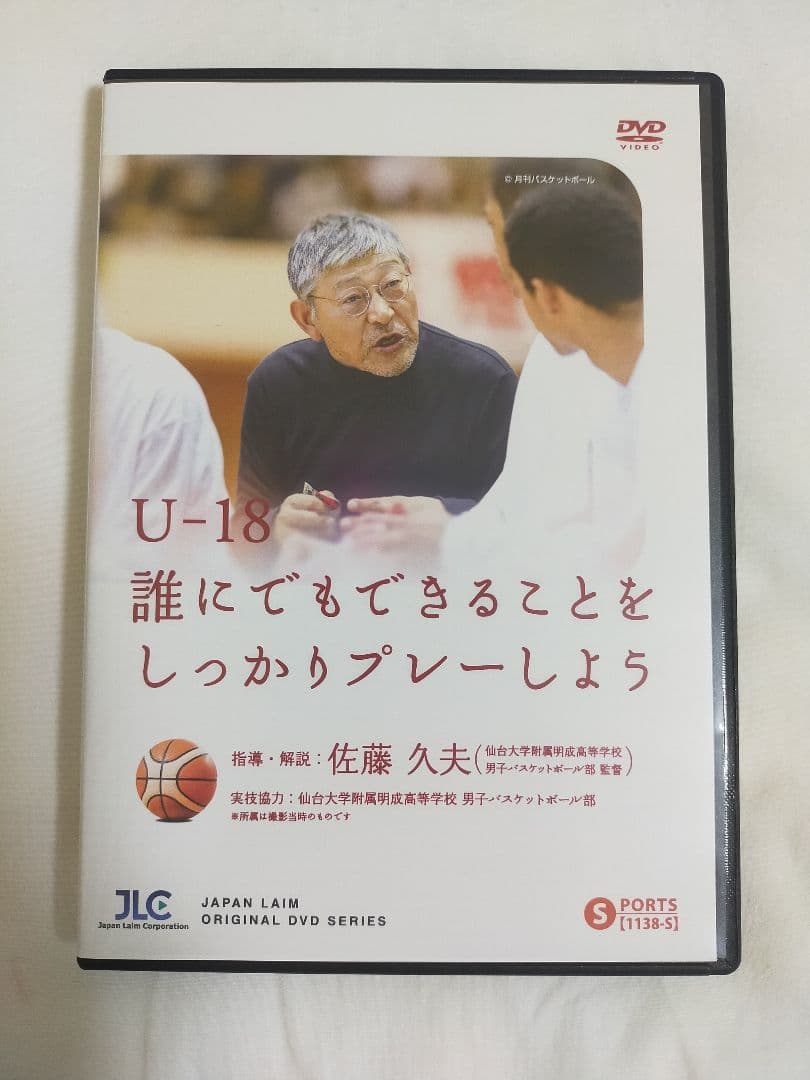 DVD
VIDEO
© 月刊バスケットボール
U-18
誰にでもできることを
しっかりプレーしよう
指導・解説：佐藤 久夫(仙台大学附属明成高等学校
男子バスケットボール部 監督)
実技協力：仙台大学附属明成高等学校 男子バスケットボール部
※所属は撮影当時のものです
JLC
Japan Laim Corporation
JAPAN LAIM
ORIGINAL DVD SERIES
SPORTS
【1138-S】